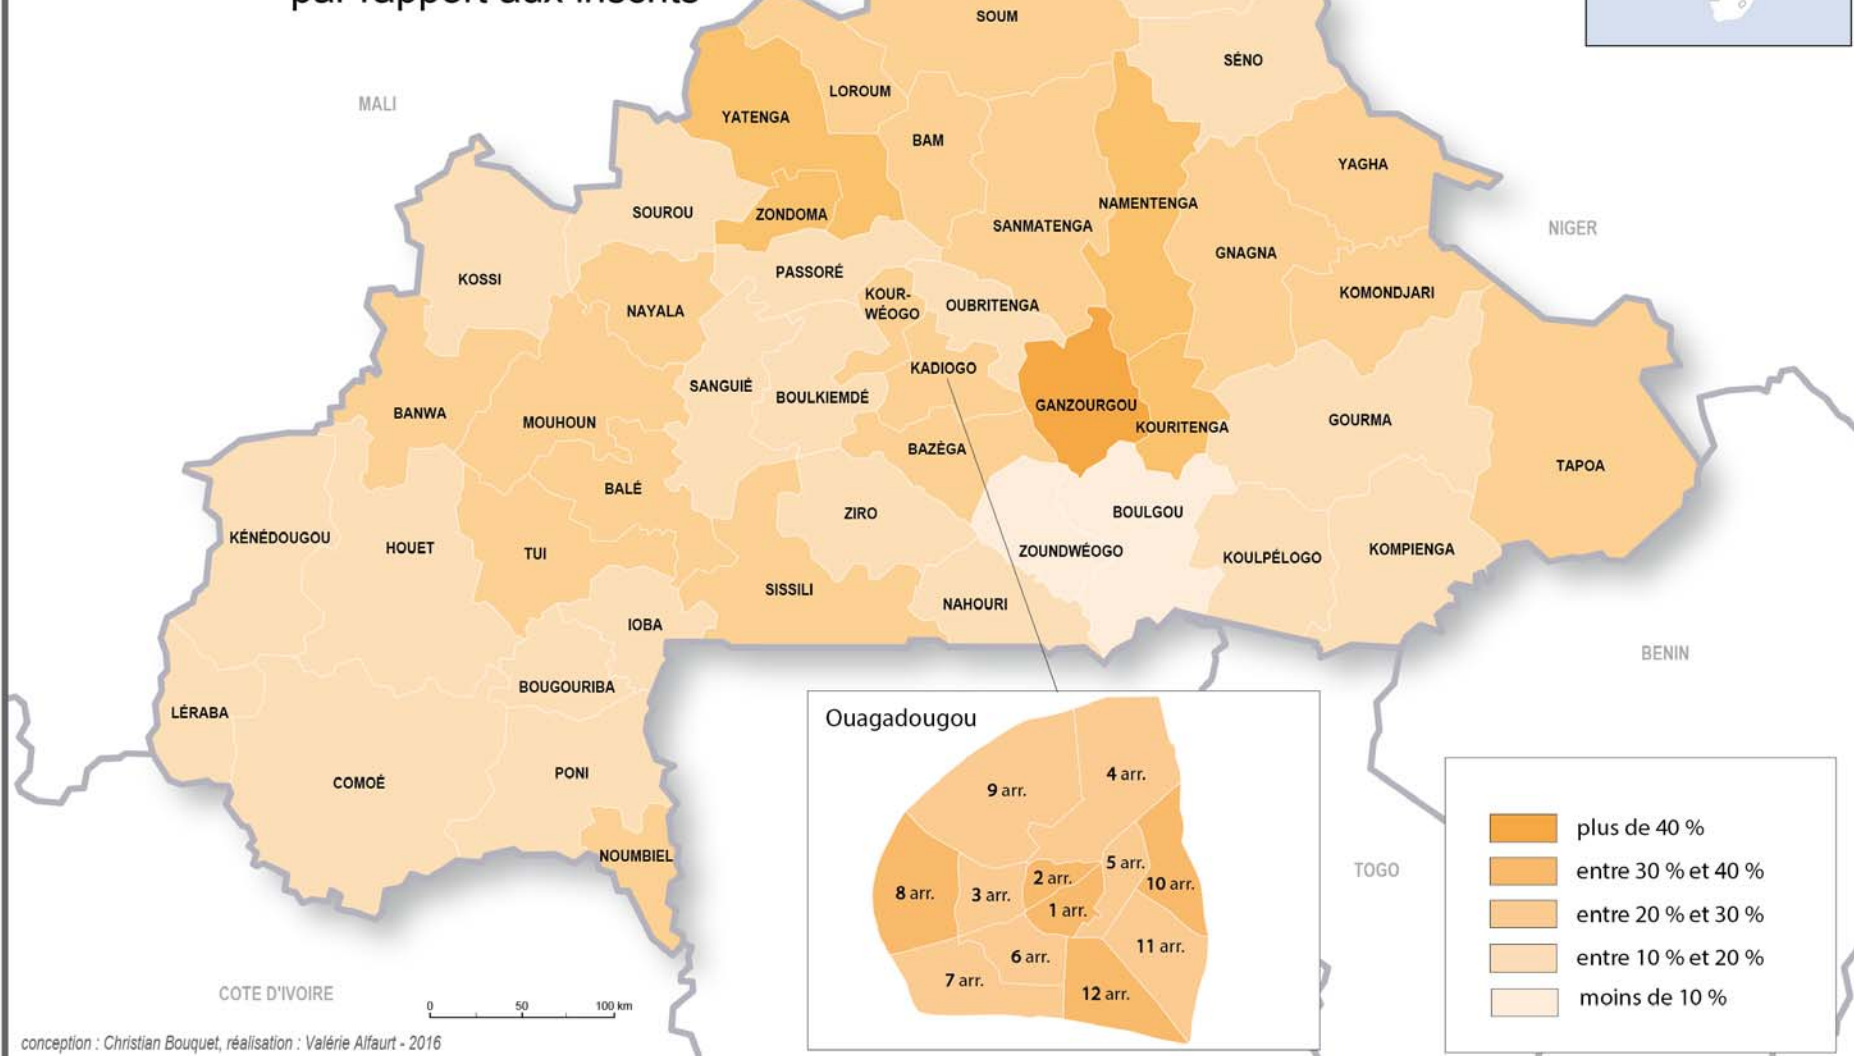 par rapport aux inscrits
SOUM
SÉNO
MALI
LOROUM
YATENGA
BAM
YAGHA
NAMENTENGA
SOUROU
ZONDOMA
SANMATENGA
NIGER
GNAGNA
PASSORÉ
KOSSI
KOUR-
WÉOGO
OUBRITENGA
KOMONDJARI
NAYALA
KADIOGO
SANGUIÉ
BOULKIEMDÉ
GANZOURGOU
BANWA
MOUHOUN
KOURITENGA
GOURMA
BAZÈGA
TAPOA
BALÉ
ZIRO
BOULGOU
KÉNÉDOUGOU
HOUET
TUI
ZOUNDWÉOGO
KOULPÉLOGO
KOMPIENGA
SISSILI
NAHOURI
IOBA
BENIN
BOUGOURIBA
LÉRABA
PONI
COMOÉ
NOUMBIEL
TOGO
COTE D'IVOIRE
Ouagadougou
4 arr.
9 arr.
5 arr.
2 arr.
10 arr.
8 arr.
3 arr.
1 arr.
11 arr.
6 arr.
7 arr.
12 arr.
plus de 40 %
entre 30 % et 40 %
entre 20 % et 30 %
entre 10 % et 20 %
moins de 10 %
0 50 100 km
conception : Christian Bouquet, réalisation : Valérie Alfaurt - 2016